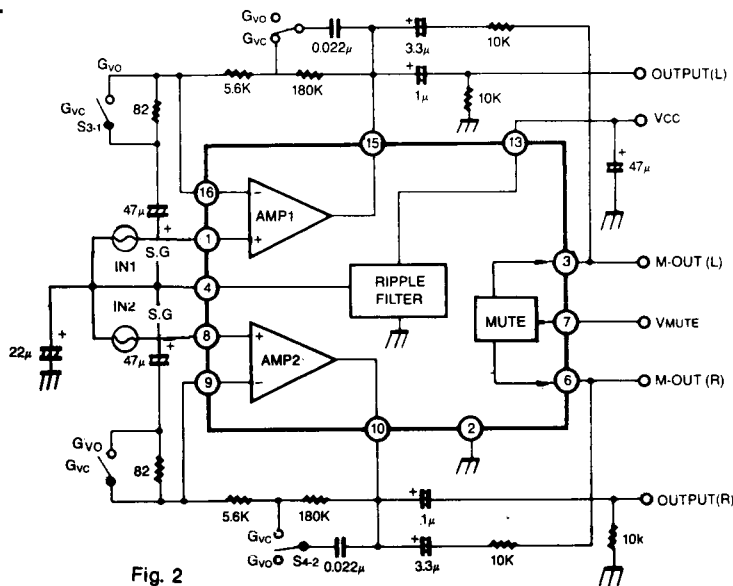 GVO
GVC
0.022μ
+
3.3μ
10K
GVO
5.6K
180K
+
1μ
10K
OUTPUT(L)
GVC
S3-1
82
VCC
15
13
+
47μ
47μ
+
16
-
AMP1
S.G
1
+
IN1
3
M-OUT (L)
4
RIPPLE
FILTER
MUTE
7
VMUTE
IN2
S.G
+
22μ
47μ
+
8
+
AMP2
9
-
6
M-OUT (R)
10
2
GVO
GVC
82
5.6K
180K
+
1μ
OUTPUT(R)
GVC
GVO
S4-2
0.022μ
+
3.3μ
10K
10k
Fig. 2